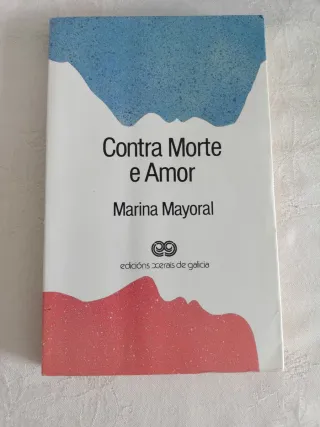 Contra Morte
e Amor
Marina Mayoral
edicións xerais de galicia